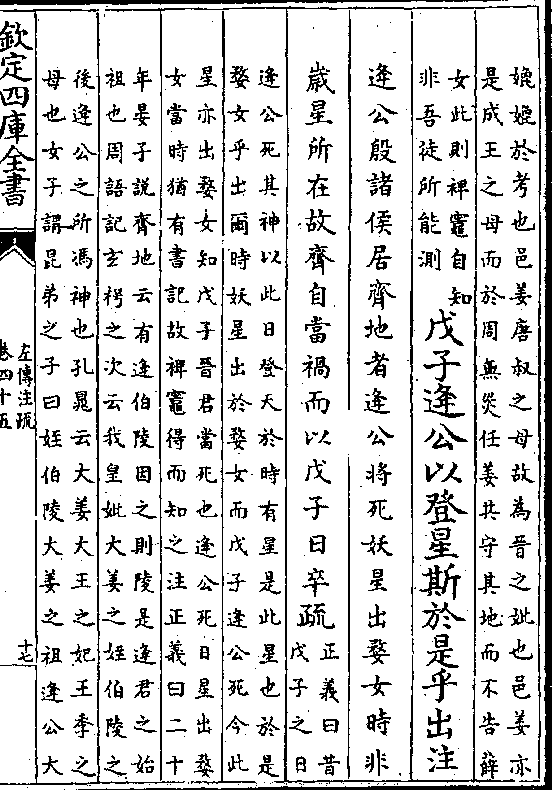 嬔嬔於考也邑姜唐叔之母故為晉之妣也邑姜亦
是成王之母而於周無災任姜其守其地而不告薛
女此則裨竈自知
非吾徒所能測
戊子逢公以登星斯於是乎出注
逢公殷諸侯居齊地者逢公將死妖星出婺女時非
歲星所在故齊自當禍而以戊子日卒疏
正義曰昔
戊子之日
逢公死其神以此日登天於時有星是此星也於是
婺女乎出爾時妖星出於婺女而戊子逢公死今此
星亦出婺女知戊子晉君當死也逢公死日星出婺
女當時猶有書記故裨竈得而知之注正義曰二十
年晏子說齊地云有逢伯陵因之則陵是逢君之始
祖也周語記玄枵之次云我皇妣大姜之姪伯陵之
後逢公之所馮神也孔晁云大姜大王之妃王季之
母也女子謂昆弟之子曰姪伯陵大姜之祖逢公大
欽定四庫全書
左傳注疏
卷四十五
十七